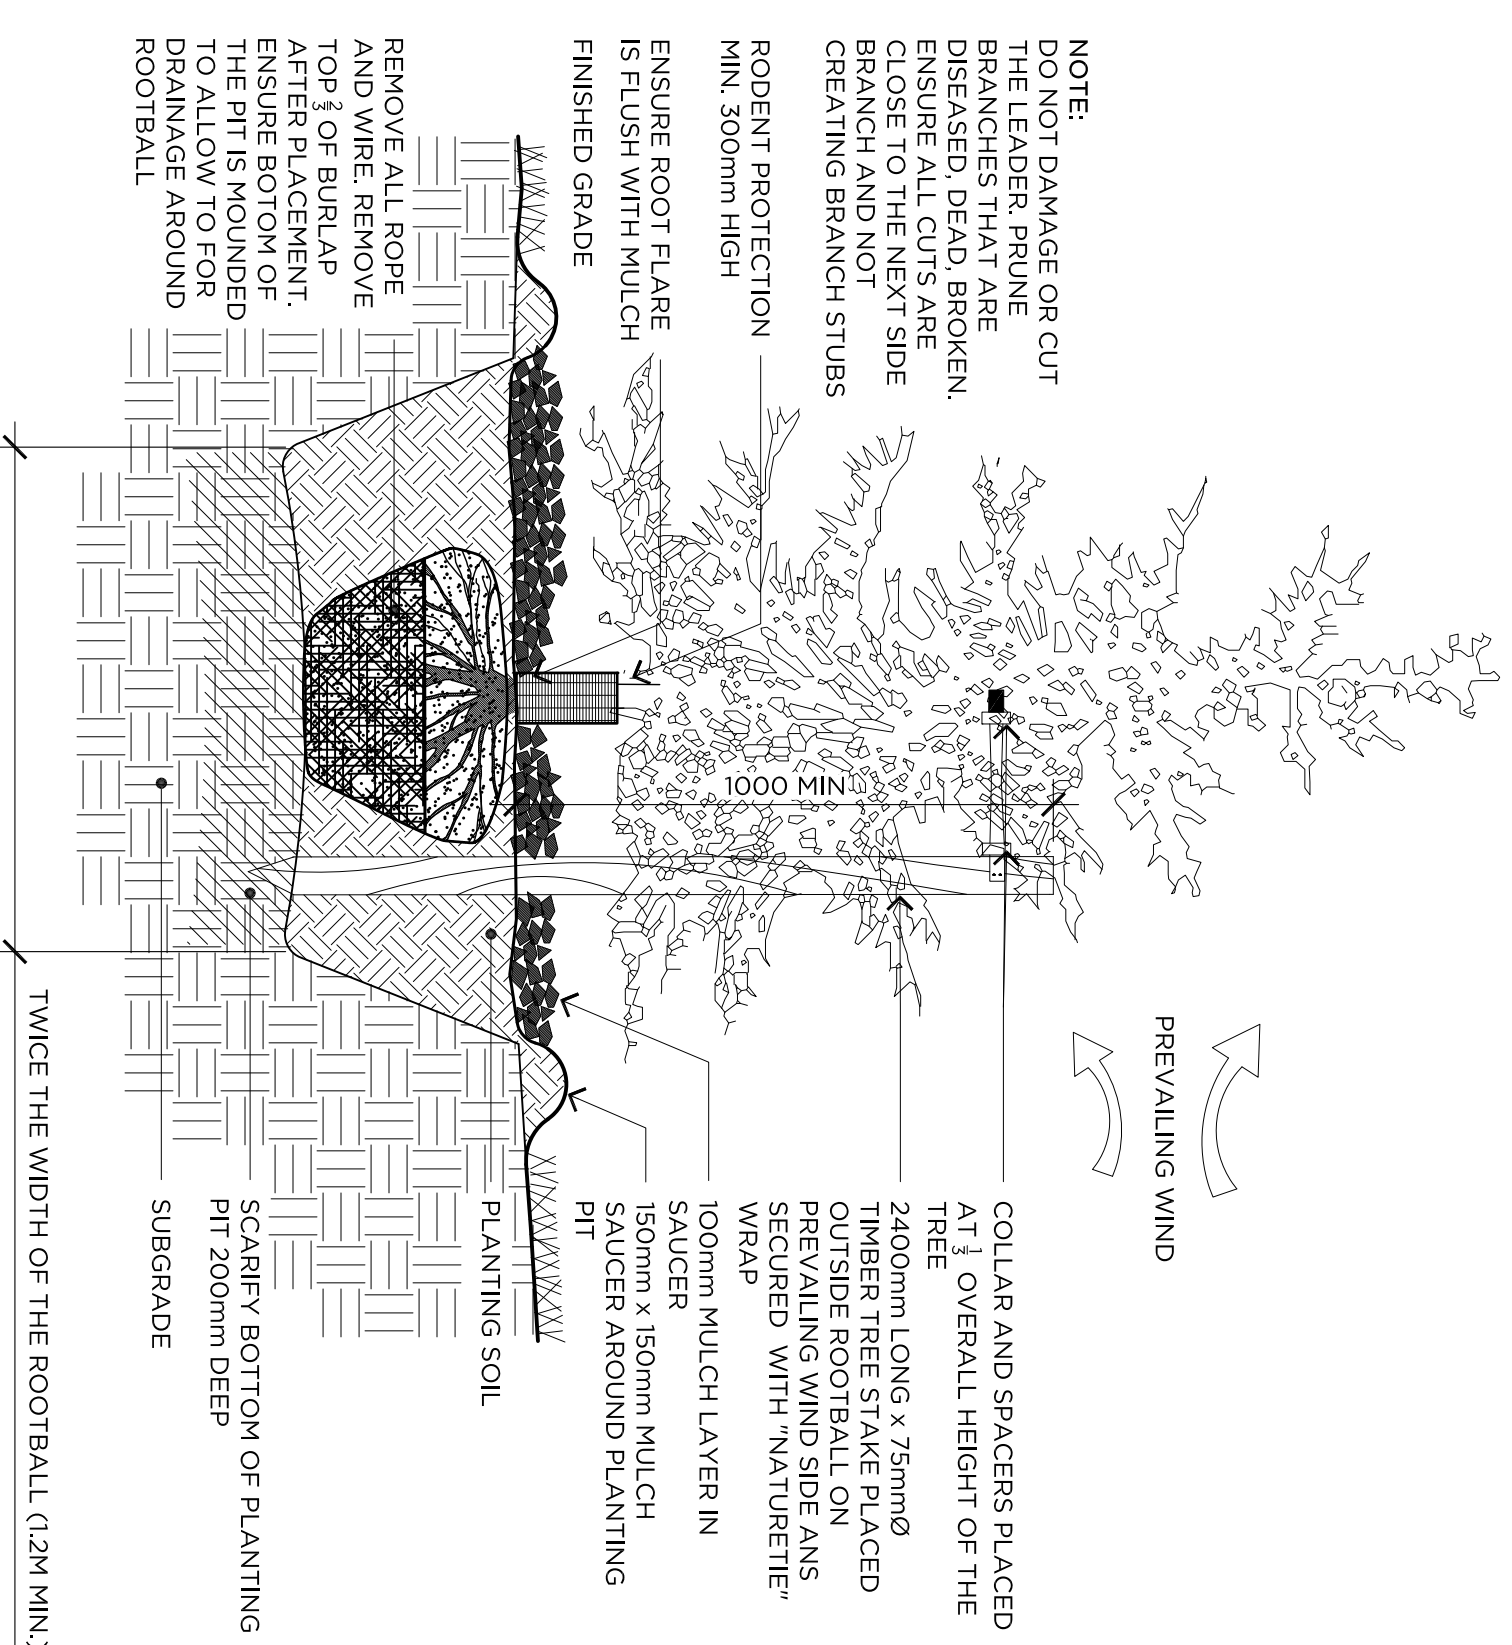 NOTE:
DO NOT DAMAGE OR CUT
THE LEADER. PRUNE
BRANCHES THAT ARE
DISEASED, DEAD, BROKEN.
ENSURE ALL CUTS ARE
CLOSE TO THE NEXT SIDE
BRANCH AND NOT
CREATING BRANCH STUBS
RODENT PROTECTION
MIN. 300mm HIGH
ENSURE ROOT FLARE
IS FLUSH WITH MULCH
FINISHED GRADE
REMOVE ALL ROPE
AND WIRE. REMOVE
TOP 2/3 OF BURLAP
AFTER PLACEMENT.
ENSURE BOTOM OF
THE PIT IS MOUNDED
TO ALLOW TO FOR
DRAINAGE AROUND
ROOTBALL
1000 MIN
PREVAILING WIND
COLLAR AND SPACERS PLACED
AT 1/3 OVERALL HEIGHT OF THE
TREE
2400mm LONG x 75mmØ
TIMBER TREE STAKE PLACED
OUTSIDE ROOTBALL ON
PREVAILING WIND SIDE ANS
SECURED WITH "NATURETIE"
WRAP
100mm MULCH LAYER IN
SAUCER
150mm x 150mm MULCH
SAUCER AROUND PLANTING
PIT
PLANTING SOIL
SCARIFY BOTTOM OF PLANTING
PIT 200mm DEEP
SUBGRADE
TWICE THE WIDTH OF THE ROOTBALL (1.2M MIN.)